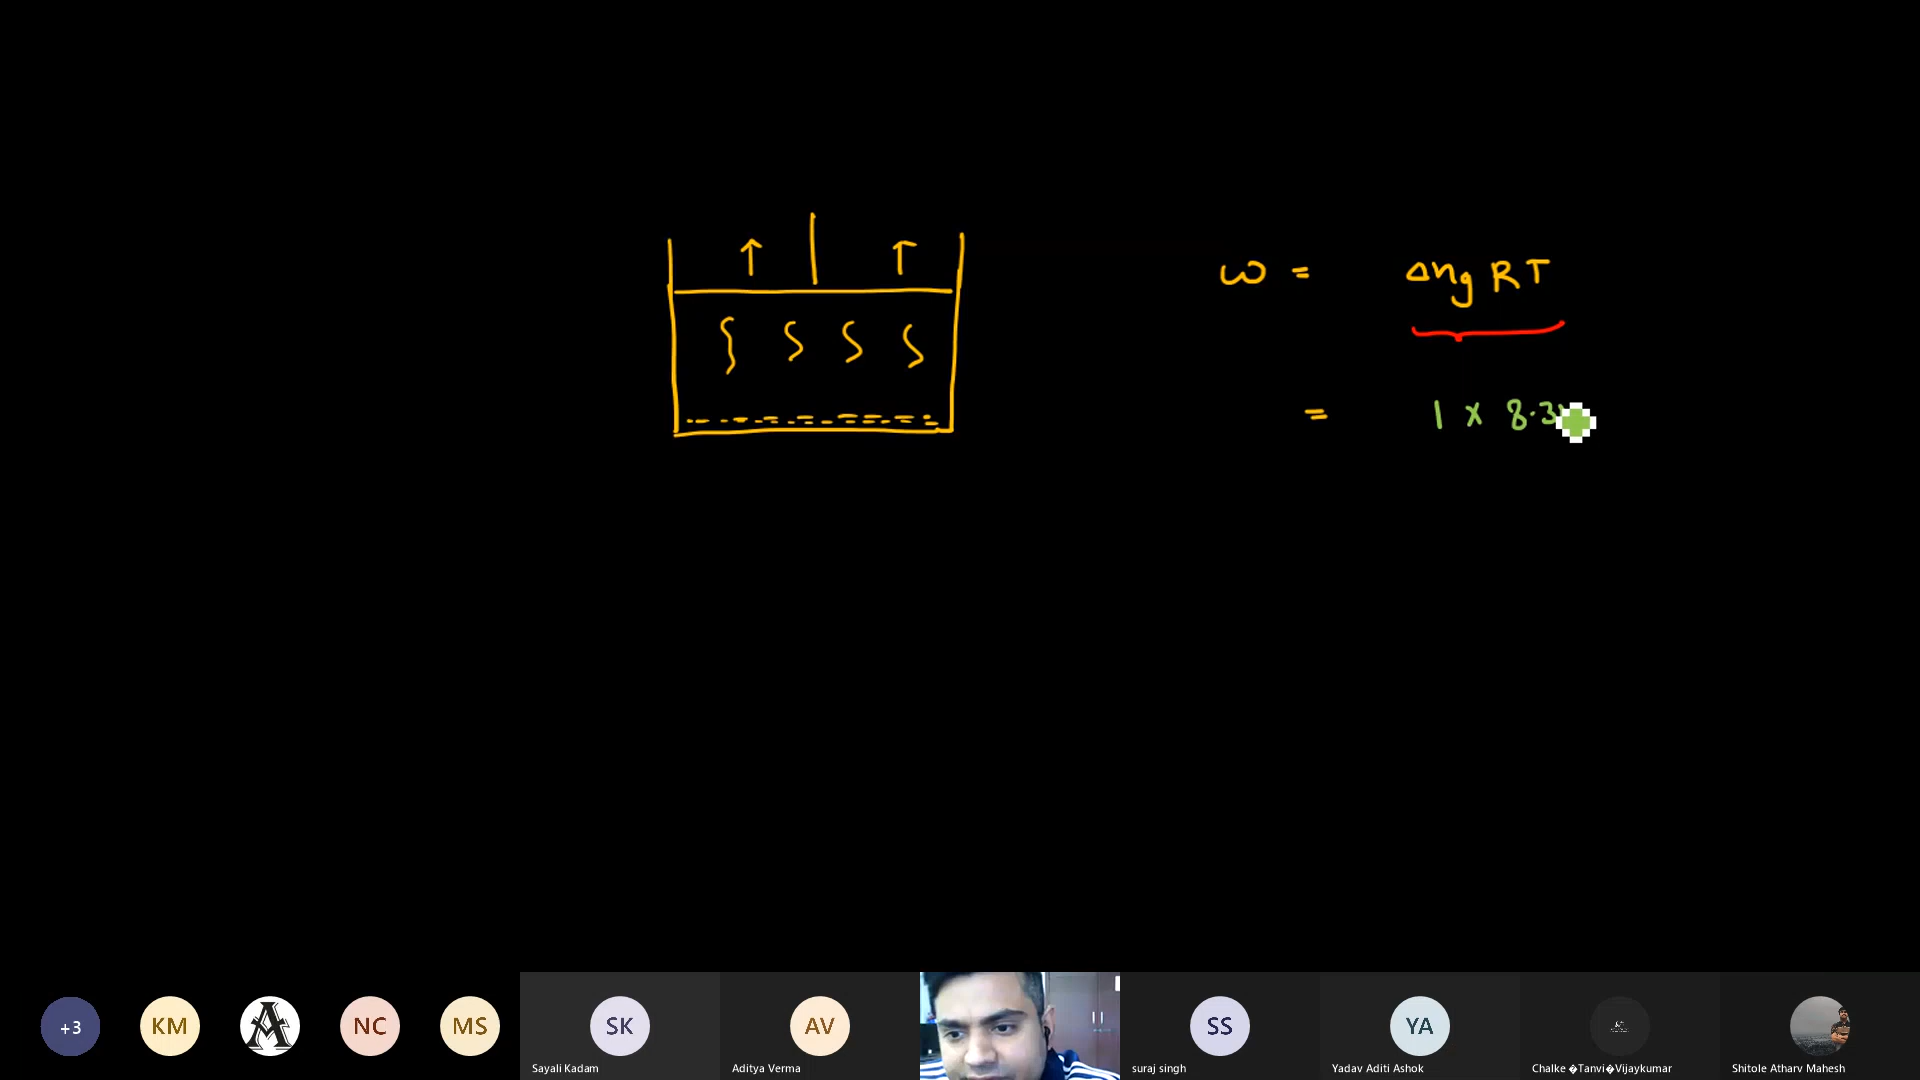 ω = Δng RT
= 1 x 8.3
+3
KM
A
NC
MS
SK
AV
SS
YA
Sayali Kadam
Aditya Verma
suraj singh
Yadav Aditi Ashok
Chalke �Tanvi�Vijaykumar
Shitole Atharv Mahesh